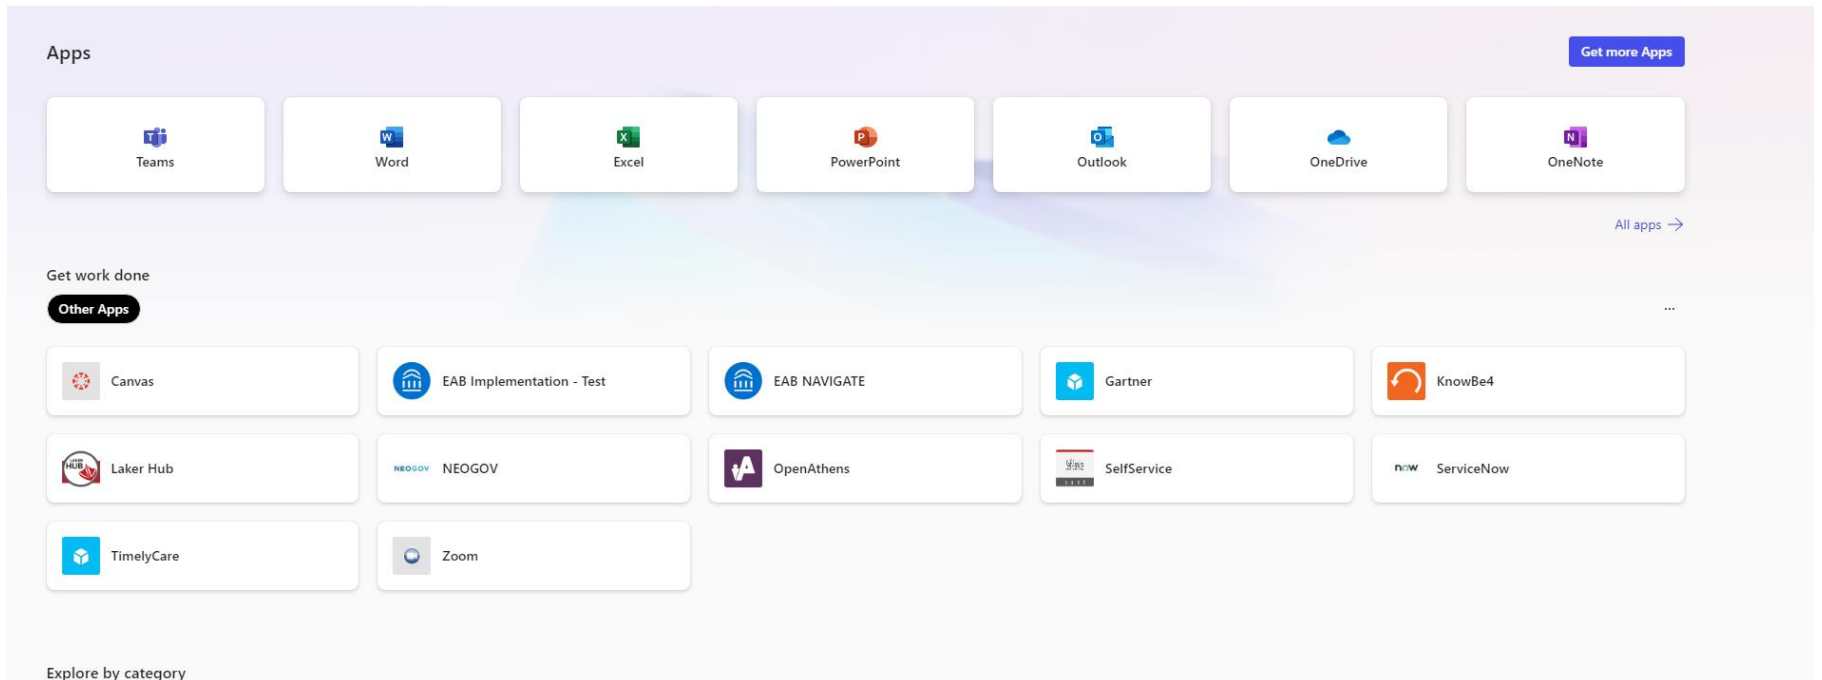 Apps
Get more Apps
Teams
Word
Excel
PowerPoint
Outlook
OneDrive
OneNote
All apps
Get work done
Other Apps
...
Canvas
EAB Implementation - Test
EAB NAVIGATE
Gartner
KnowBe4
LAKER
HUB
Laker Hub
NEOGOV
NEOGOV
OpenAthens
SelfService
now
ServiceNow
TimelyCare
Zoom
Explore by category